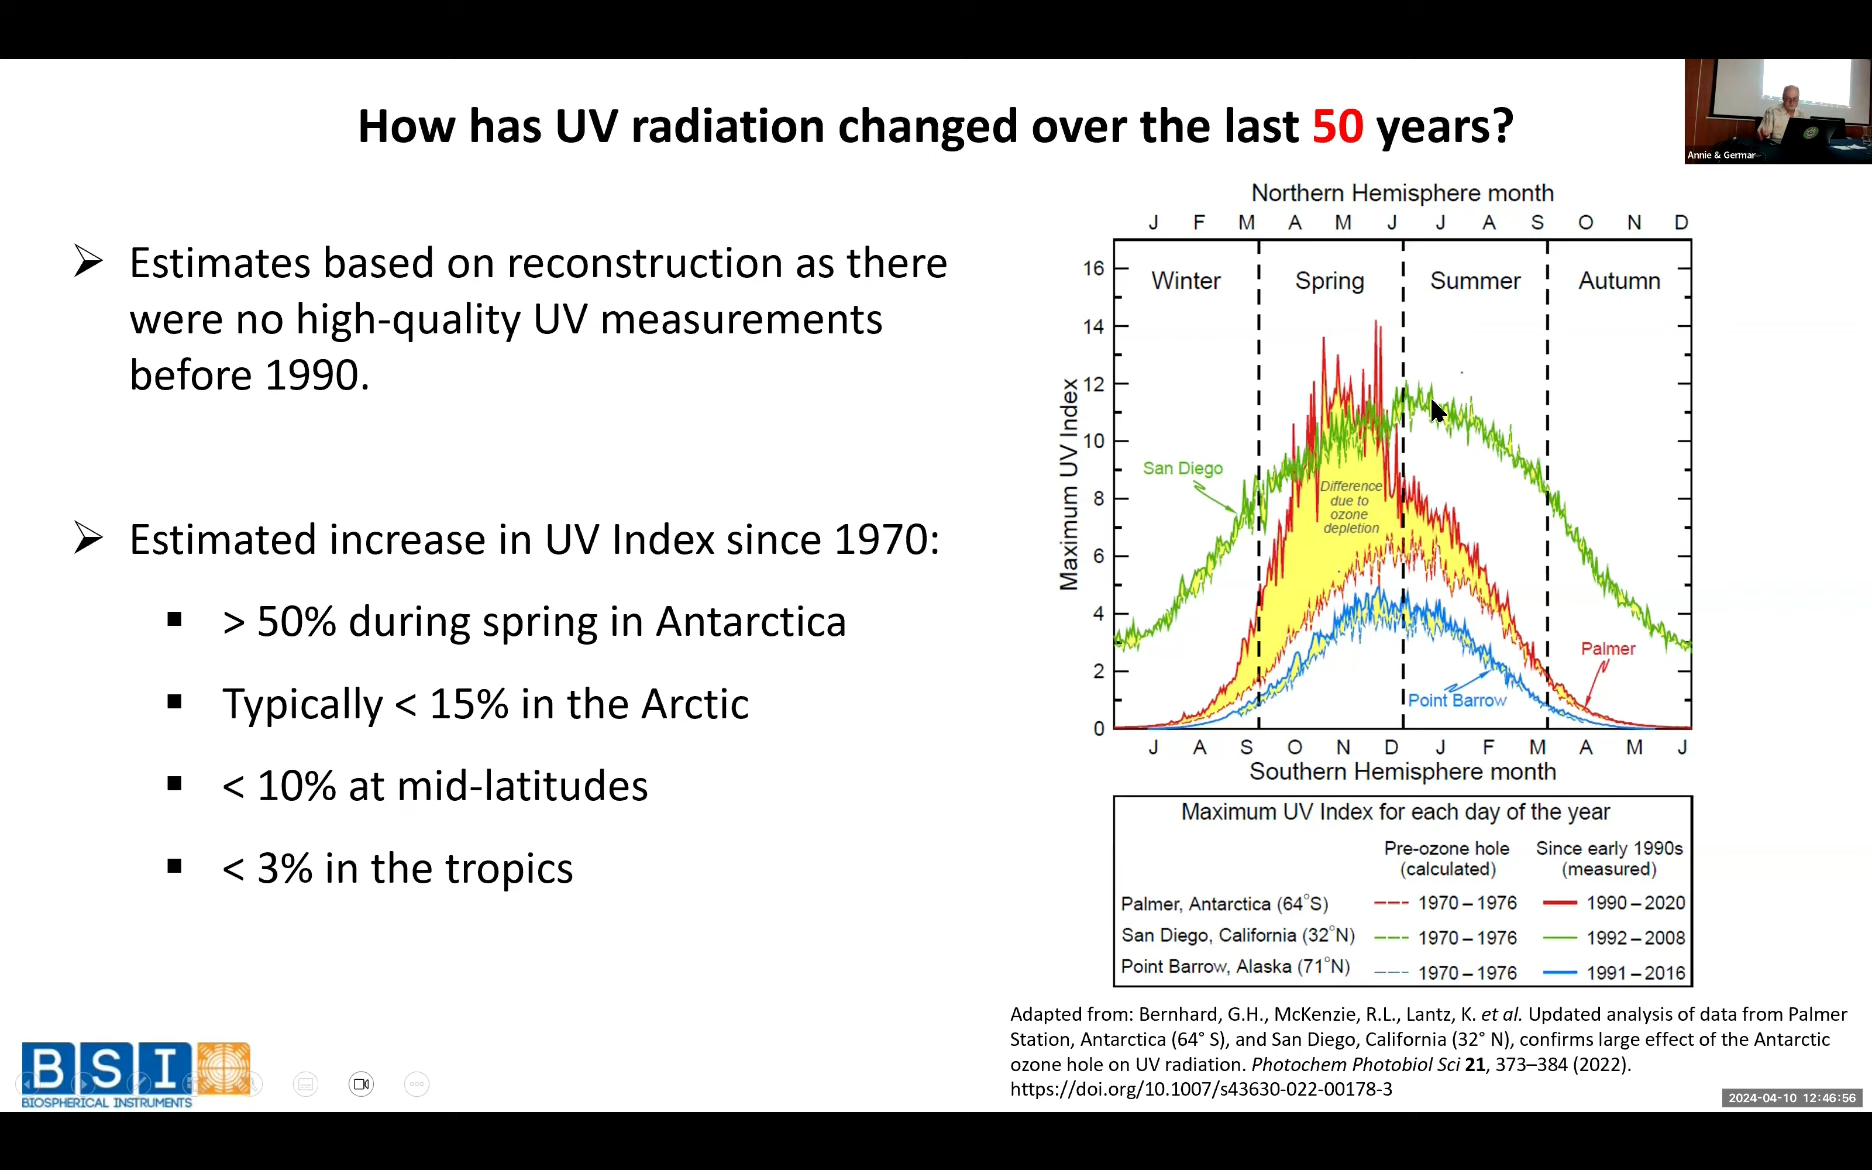 How has UV radiation changed over the last 50 years?
Annie & Germar
➢ Estimates based on reconstruction as there
were no high-quality UV measurements
before 1990.
➢ Estimated increase in UV Index since 1970:
▪ > 50% during spring in Antarctica
▪ Typically < 15% in the Arctic
▪ < 10% at mid-latitudes
▪ < 3% in the tropics
Northern Hemisphere month
J F M A M J J A S O N D
Winter Spring Summer Autumn
Maximum UV Index
16
14
12
10
8
6
4
2
0
San Diego
Difference
due to
ozone
depletion
Palmer
Point Barrow
J A S O N D J F M A M J
Southern Hemisphere month
Maximum UV Index for each day of the year
Pre-ozone hole Since early 1990s
(calculated) (measured)
Palmer, Antarctica (64°S) 1970 – 1976 1990 – 2020
San Diego, California (32°N) 1970 – 1976 1992 – 2008
Point Barrow, Alaska (71°N) 1970 – 1976 1991 – 2016
Adapted from: Bernhard, G.H., McKenzie, R.L., Lantz, K. et al. Updated analysis of data from Palmer
Station, Antarctica (64° S), and San Diego, California (32° N), confirms large effect of the Antarctic
ozone hole on UV radiation. Photochem Photobiol Sci 21, 373–384 (2022).
https://doi.org/10.1007/s43630-022-00178-3
BSI
BIOSPHERICAL INSTRUMENTS
2024-04-10 12:46:56